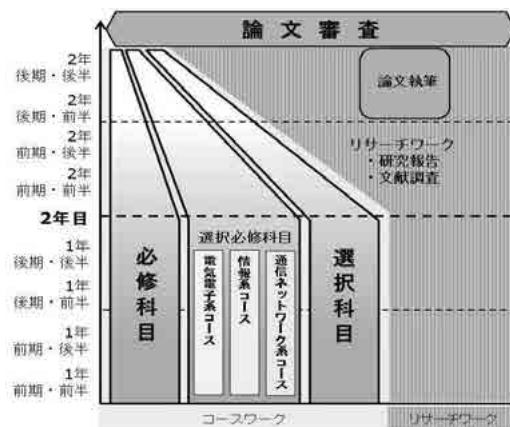 論文審査
2年
後期・後半
2年
後期・前半
2年
前期・後半
2年
前期・前半
2年目
1年
後期・後半
1年
後期・前半
1年
前期・後半
1年
前期・前半
論文執筆
リサーチワーク
・研究報告
・文献調査
必修科目
選択必修科目
電気電子系コース
情報系コース
通信ネットワーク系コース
選択科目
コースワーク
リサーチワーク